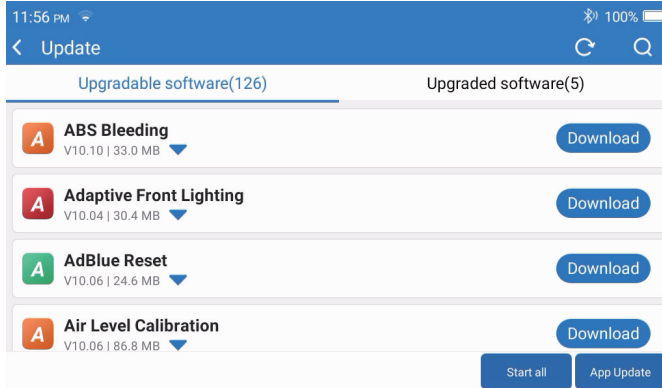 11:56 PM 100%
Update
Upgradable software(126) Upgraded software(5)
A ABS Bleeding
V10.10 | 33.0 MB
Download
A Adaptive Front Lighting
V10.04 | 30.4 MB
Download
A AdBlue Reset
V10.06 | 24.6 MB
Download
A Air Level Calibration
V10.06 | 86.8 MB
Download
Start all App Update